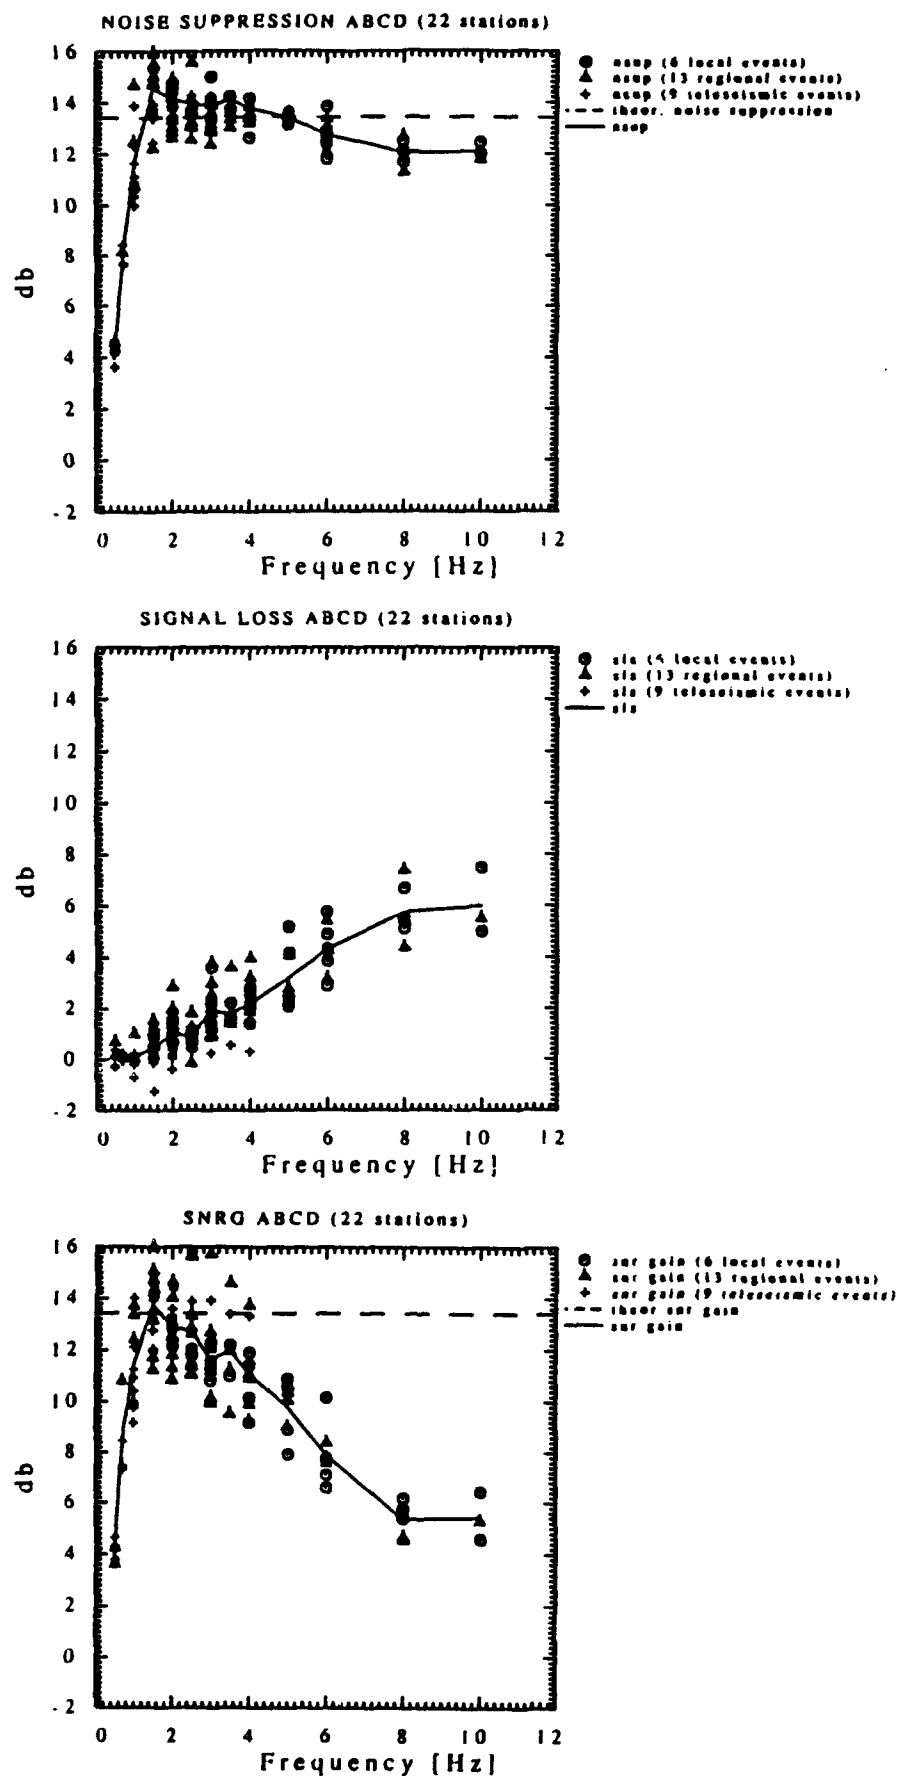 NOISE SUPPRESSION ABCD (22 stations)
16
14
12
10
8
6
4
2
0
-2
db
0 2 4 6 8 10 12
Frequency [Hz]
nsup (6 local events)
nsup (13 regional events)
nsup (9 teleseismic events)
theor. noise suppression
nsup
SIGNAL LOSS ABCD (22 stations)
16
14
12
10
8
6
4
2
0
-2
db
0 2 4 6 8 10 12
Frequency [Hz]
sls ( local events)
sls (13 regional events)
sls (9 teleseismic events)
sls
SNRG ABCD (22 stations)
16
14
12
10
8
6
4
2
0
-2
db
0 2 4 6 8 10 12
Frequency [Hz]
snr gain (6 local events)
snr gain (13 regional events)
snr gain (9 teleseismic events)
theor snr gain
snr gain